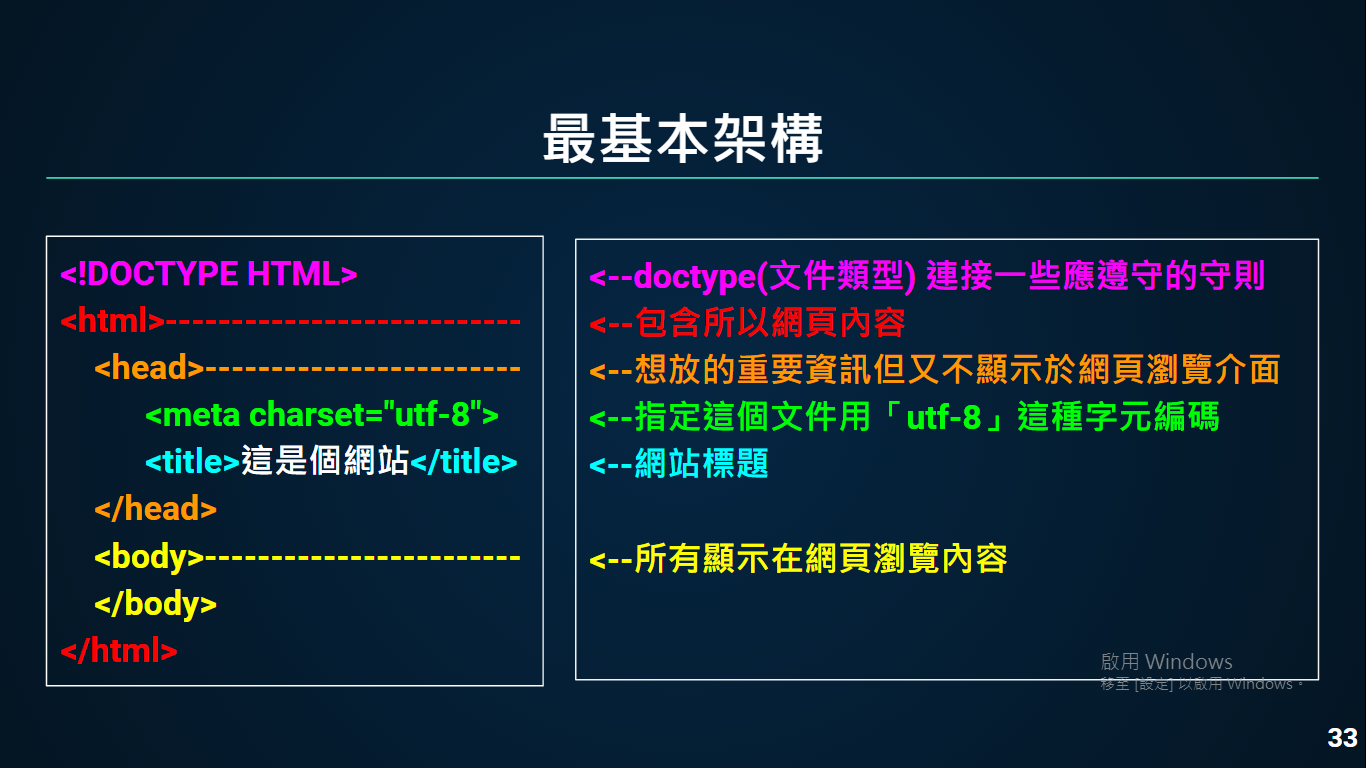 最基本架構
<!DOCTYPE HTML>
<html>---------------------------
<head>------------------------
<meta charset="utf-8">
<title>這是個網站</title>
</head>
<body>------------------------
</body>
</html>
<--doctype(文件類型) 連接一些應遵守的守則
<--包含所以網頁內容
<--想放的重要資訊但又不顯示於網頁瀏覽介面
<--指定這個文件用「utf-8」這種字元編碼
<--網站標題
<--所有顯示在網頁瀏覽內容
啟用 Windows
移至 [設定] 以啟用 Windows。
33